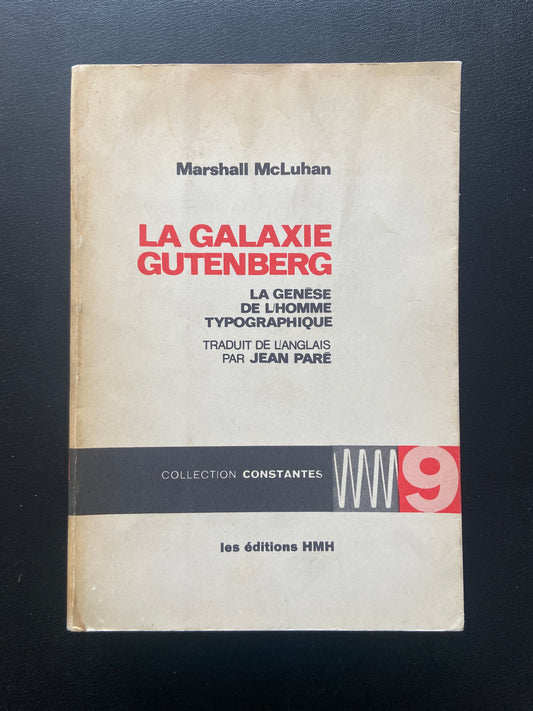 Marshall McLuhan
LA GALAXIE
GUTENBERG
LA GENÈSE
DE L'HOMME
TYPOGRAPHIQUE
TRADUIT DE L'ANGLAIS
PAR JEAN PARÉ
COLLECTION CONSTANTES
9
les éditions HMH